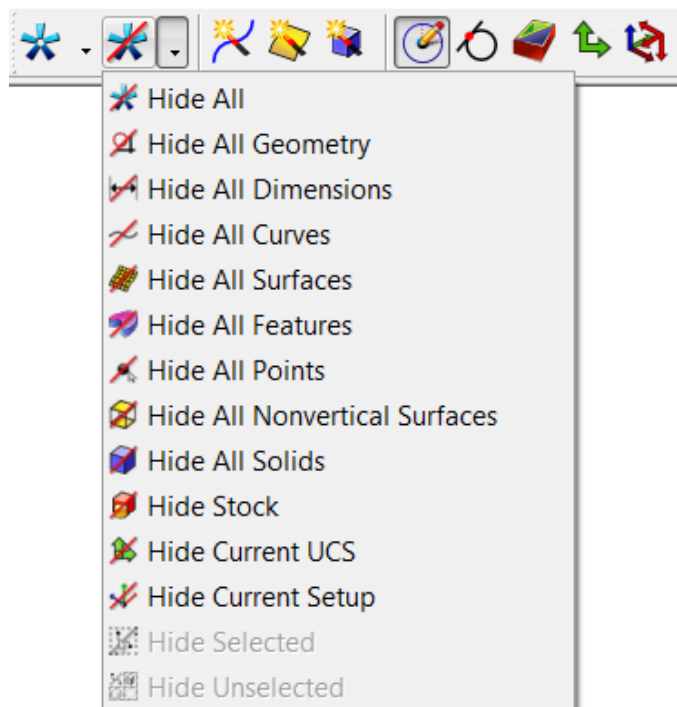 Hide All
Hide All Geometry
Hide All Dimensions
Hide All Curves
Hide All Surfaces
Hide All Features
Hide All Points
Hide All Nonvertical Surfaces
Hide All Solids
Hide Stock
Hide Current UCS
Hide Current Setup
Hide Selected
Hide Unselected